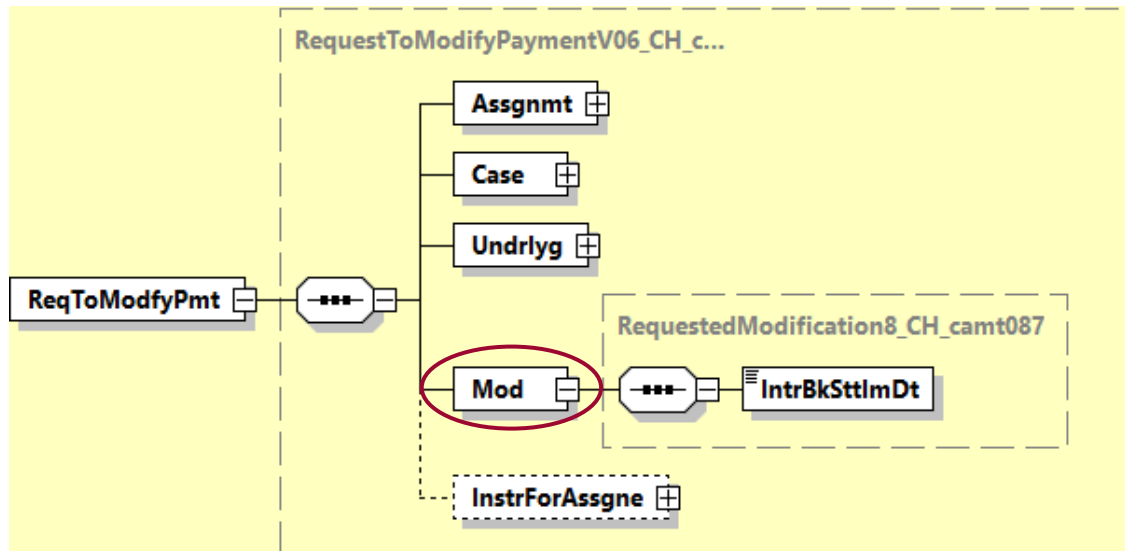 RequestToModifyPaymentV06_CH_c...
Assgnmt
Case
Undrlyg
ReqToModfyPmt
RequestedModification8_CH_camt087
Mod
IntrBkSttlmDt
InstrForAssgne